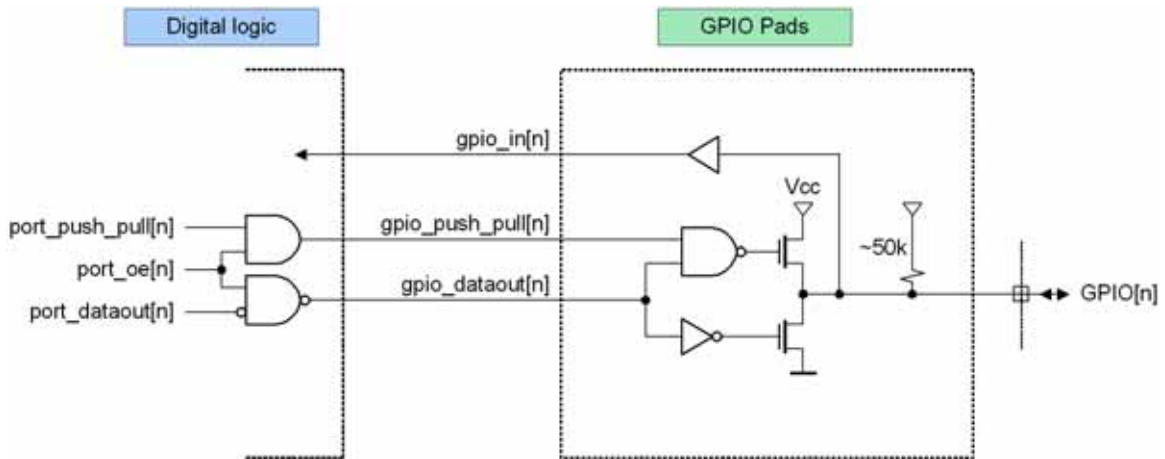 Digital logic
GPIO Pads
gpio_in[n]
Vcc
port_push_pull[n]
gpio_push_pull[n]
~50k
port_oe[n]
gpio_dataout[n]
GPIO[n]
port_dataout[n]